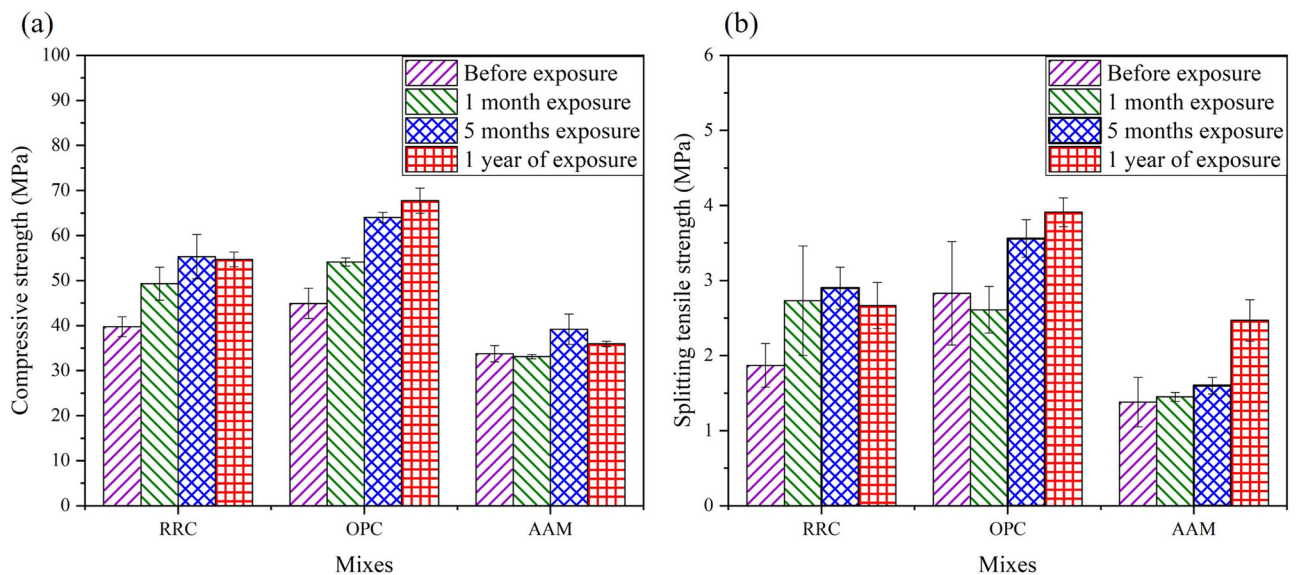 (a)
100
90
80
70
60
50
40
30
20
10
0
Compressive strength (MPa)
Before exposure
1 month exposure
5 months exposure
1 year of exposure
RRC
OPC
AAM
Mixes
(b)
6
5
4
3
2
1
0
Splitting tensile strength (MPa)
Before exposure
1 month exposure
5 months exposure
1 year of exposure
RRC
OPC
AAM
Mixes